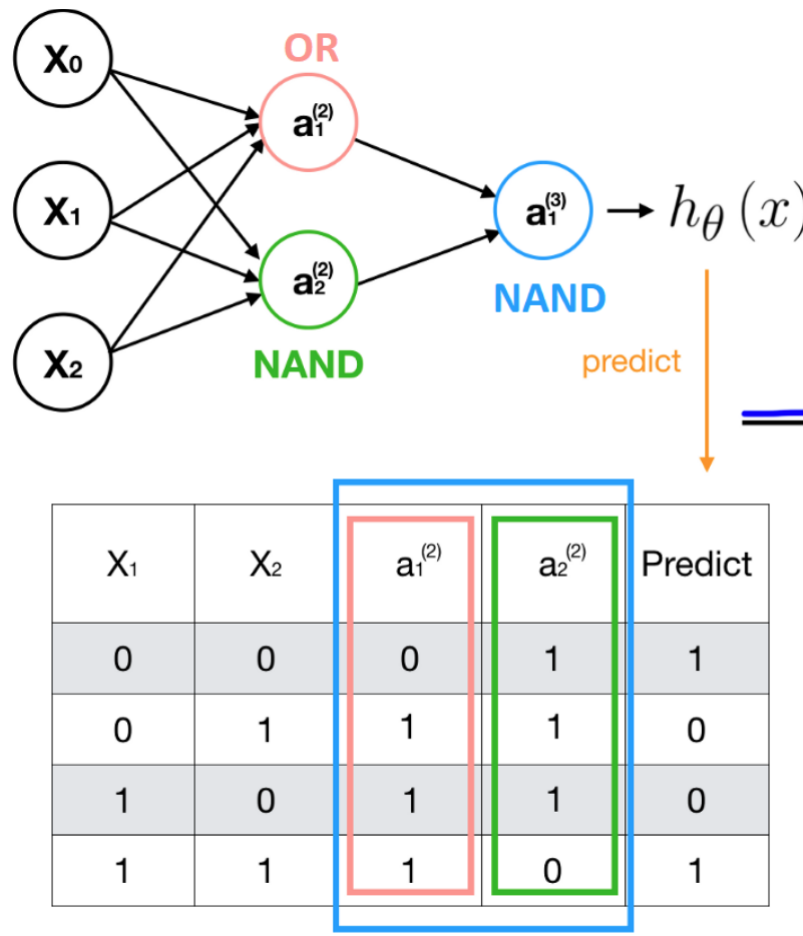 X₀
OR
a₁⁽²⁾
X₁
a₁⁽³⁾
hθ (x)
a₂⁽²⁾
NAND
X₂
NAND
predict
X₁ X₂ a₁⁽²⁾ a₂⁽²⁾ Predict
0 0 0 1 1
0 1 1 1 0
1 0 1 1 0
1 1 1 0 1